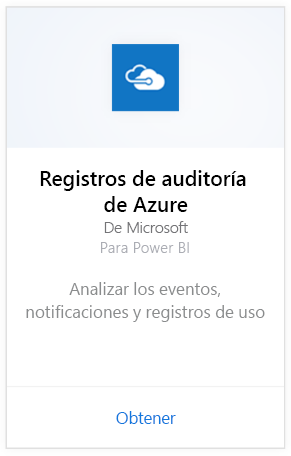 Registros de auditoría
de Azure
De Microsoft
Para Power BI
Analizar los eventos,
notificaciones y registros de uso
Obtener